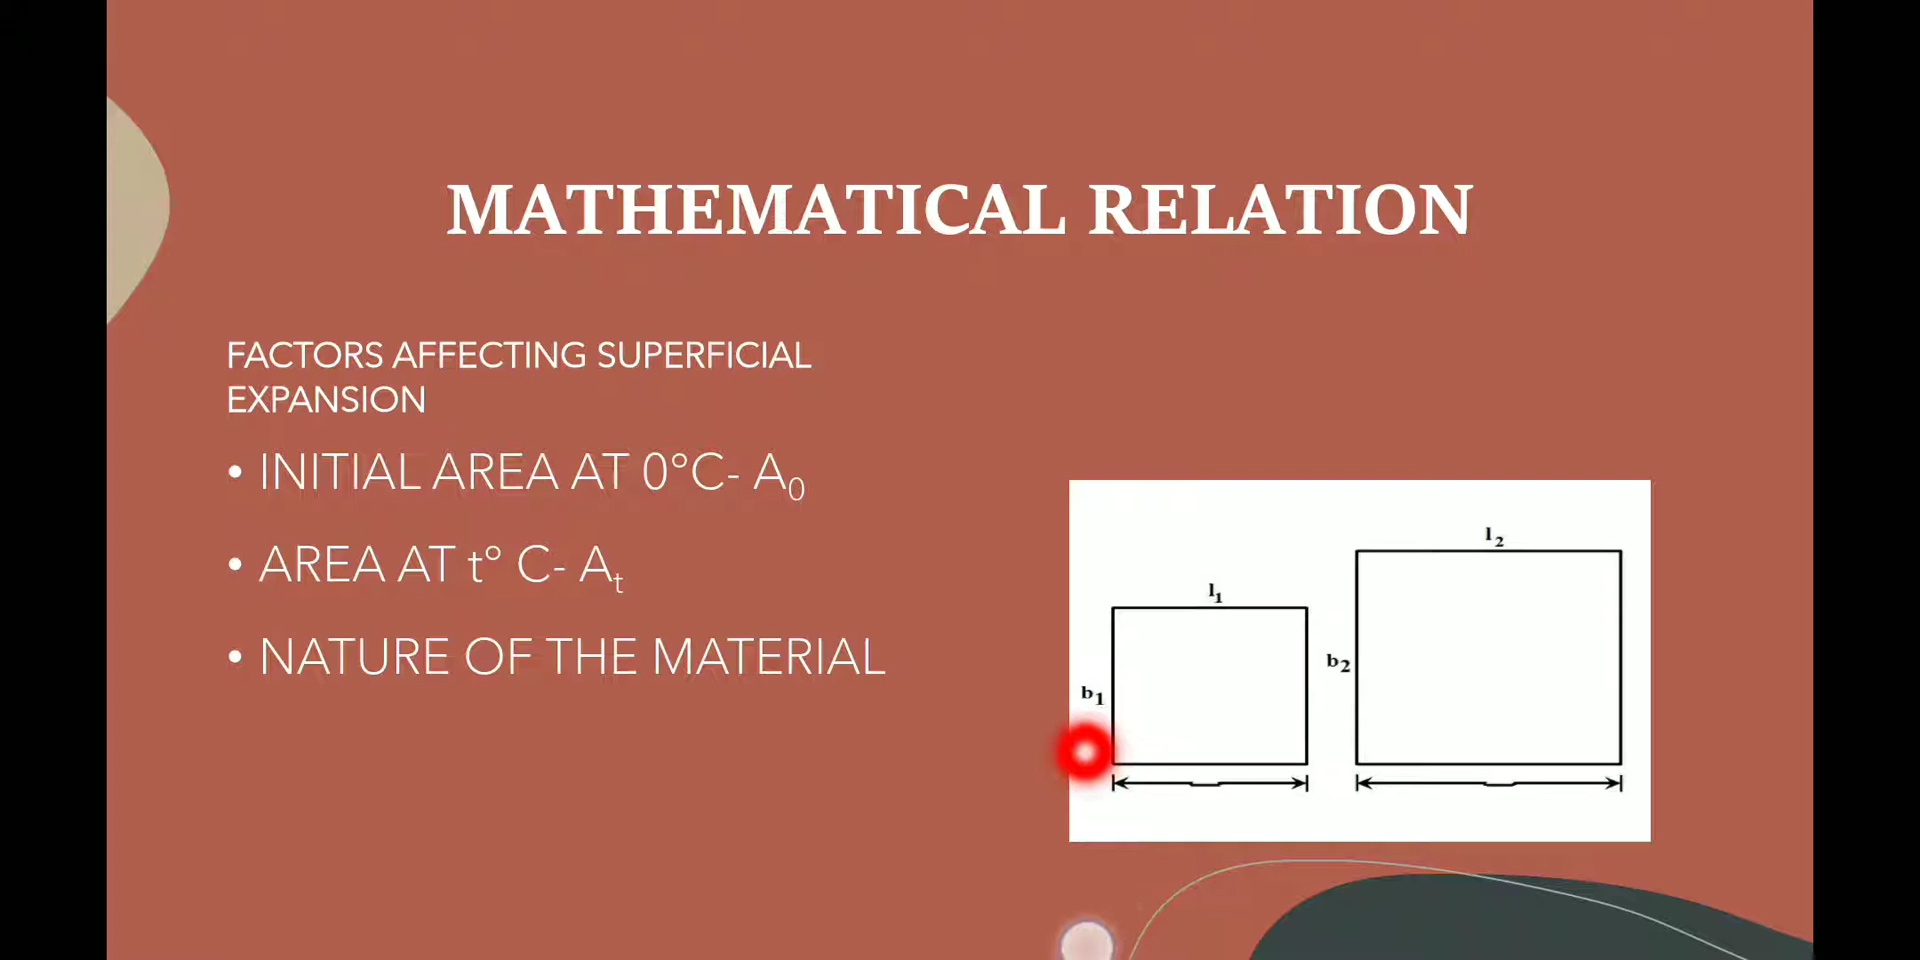 MATHEMATICAL RELATION
FACTORS AFFECTING SUPERFICIAL
EXPANSION
• INITIAL AREA AT 0°C- A₀
• AREA AT t° C- Aₜ
• NATURE OF THE MATERIAL
l₁
b₁
l₂
b₂